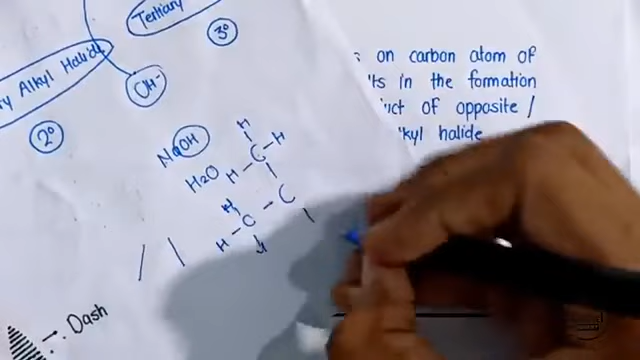 Tertiary
3°
Alkyl Halide
OH-
2°
on carbon atom of
in the formation
of opposite /
alkyl halide
NaOH
H2O
H
C-H
H-
-C
H
H-C
H
Dash